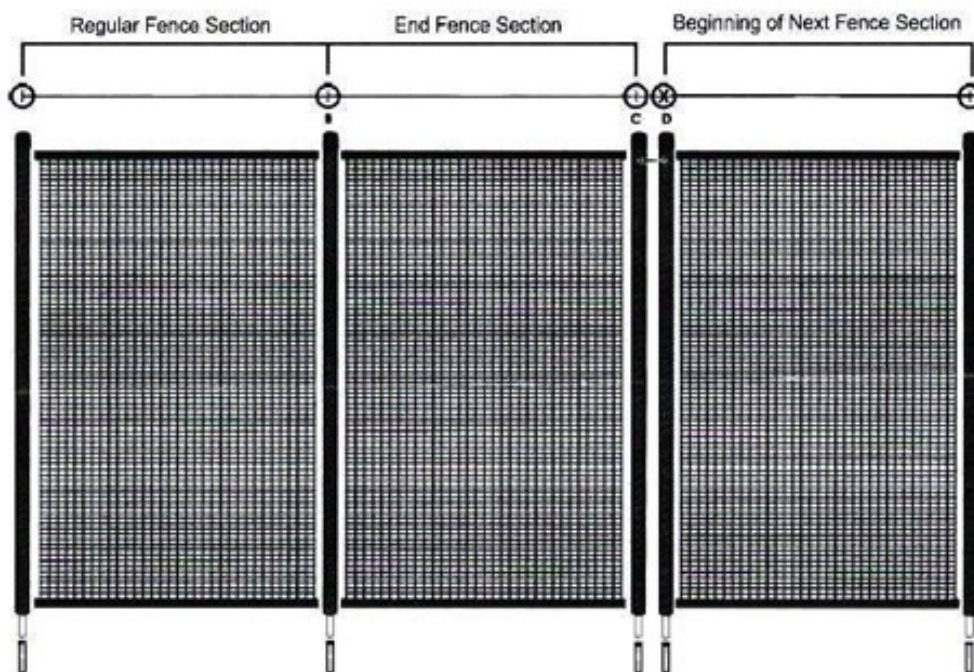 Regular Fence Section
End Fence Section
Beginning of Next Fence Section
B
C
D